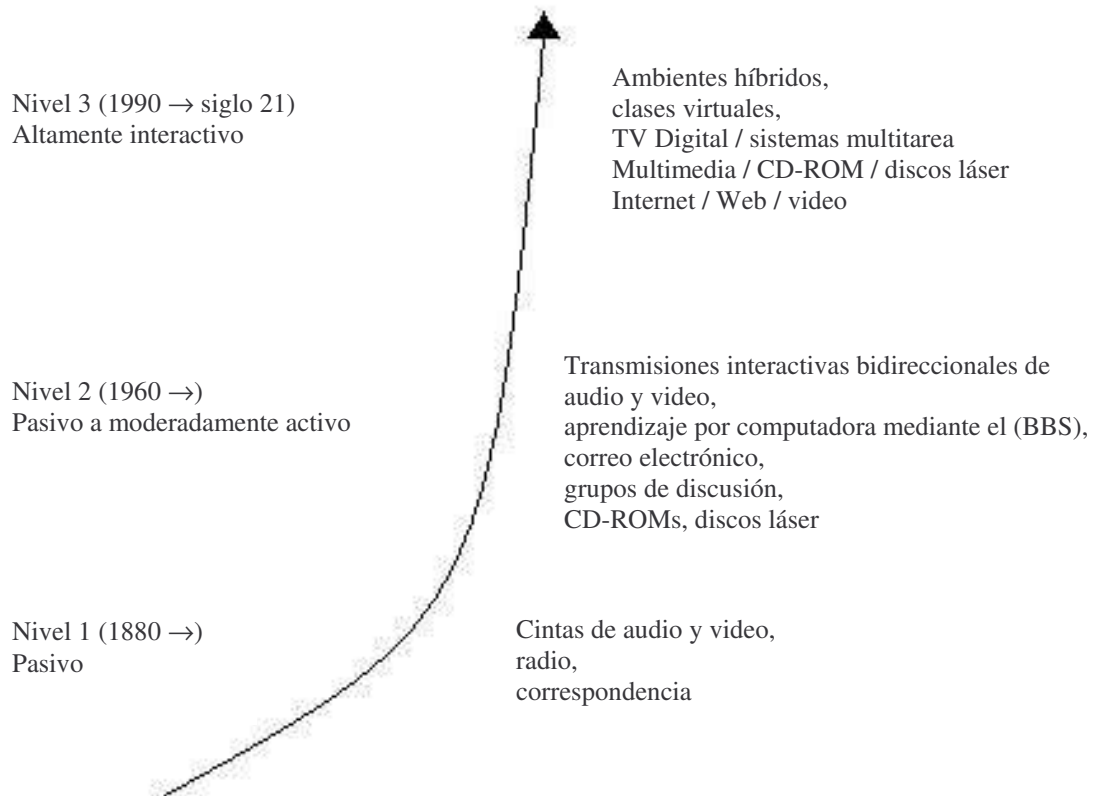 Nivel 3 (1990 → siglo 21)
Altamente interactivo
Ambientes híbridos,
clases virtuales,
TV Digital / sistemas multitarea
Multimedia / CD-ROM / discos láser
Internet / Web / video
Nivel 2 (1960 →)
Pasivo a moderadamente activo
Transmisiones interactivas bidireccionales de
audio y video,
aprendizaje por computadora mediante el (BBS),
correo electrónico,
grupos de discusión,
CD-ROMs, discos láser
Nivel 1 (1880 →)
Pasivo
Cintas de audio y video,
radio,
correspondencia